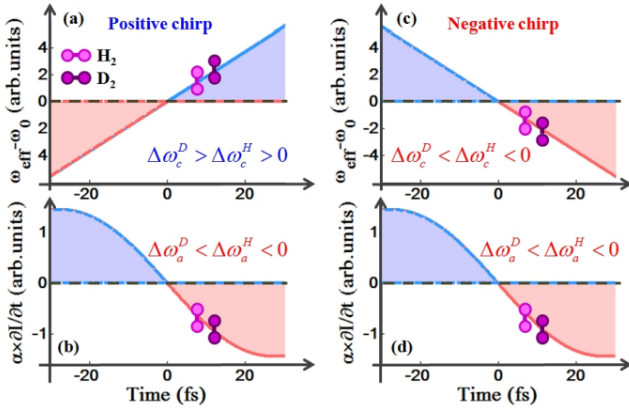 (a) Positive chirp
H₂
D₂
4
2
0
2
4
ω_eff-ω₀ (arb.units)
Δω_c^D > Δω_c^H > 0
-20 0 20
(c) Negative chirp
4
2
0
-2
4
ω_eff-ω₀ (arb.units)
Δω_c^D < Δω_c^H < 0
-20 0 20
1
0
-1
α×∂I/∂t (arb.units)
Δω_a^D < Δω_a^H < 0
(b)
-20 0 20
Time (fs)
1
0
-1
α×∂I/∂t (arb.units)
Δω_a^D < Δω_a^H < 0
(d)
-20 0 20
Time (fs)